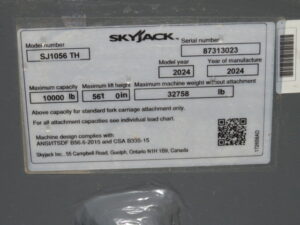 SKYJACK
Model number
SJ1056 TH
Serial number
87313023
Model year
2024
Year of manufacture
2024
Maximum capacity
10000 lb
Maximum lift height
56ft 0in
Maximum machine weight without attachment
32758 lb
Above capacity for standard fork carriage attachment only.
For all attachment capacities see individual load chart.
Machine design complies with:
ANSI/ITSDF B56.6-2015 and CSA B335-15
Skyjack Inc. 55 Campbell Road, Guelph, Ontario N1H 1B9, Canada